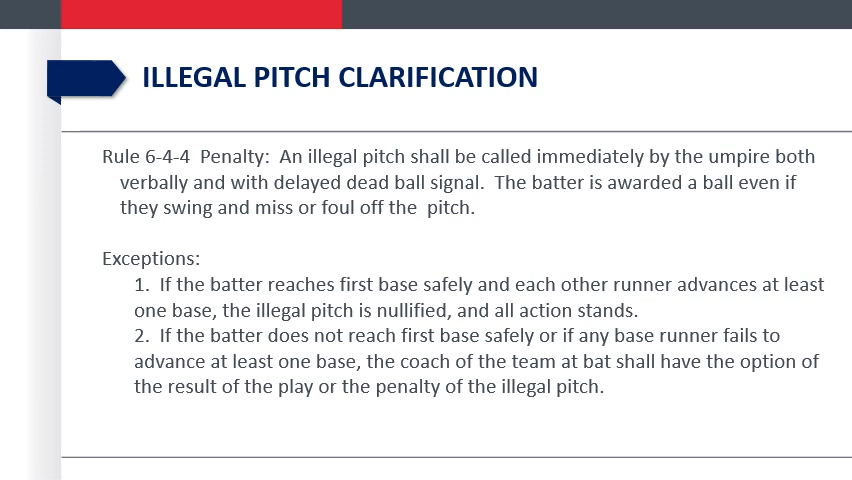 ILLEGAL PITCH CLARIFICATION
Rule 6-4-4  Penalty:  An illegal pitch shall be called immediately by the umpire both
verbally and with delayed dead ball signal.  The batter is awarded a ball even if
they swing and miss or foul off the  pitch.
Exceptions:
1.  If the batter reaches first base safely and each other runner advances at least
one base, the illegal pitch is nullified, and all action stands.
2.  If the batter does not reach first base safely or if any base runner fails to
advance at least one base, the coach of the team at bat shall have the option of
the result of the play or the penalty of the illegal pitch.